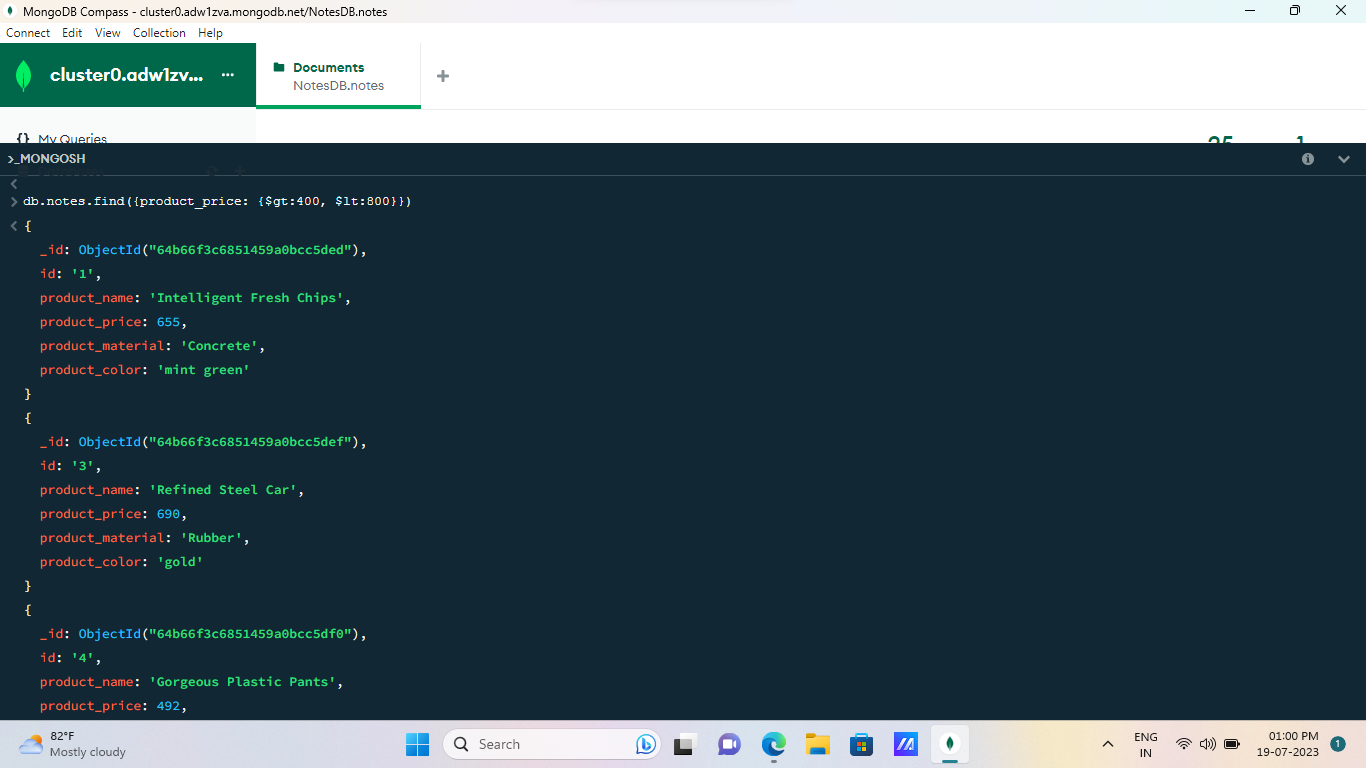 MongoDB Compass - cluster0.adw1zva.mongodb.net/NotesDB.notes
Connect Edit View Collection Help
cluster0.adw1zv... ...
Documents
NotesDB.notes
{} My Queries
25 1
>_MONGOSH
db.notes.find({product_price: {$gt:400, $lt:800}})
{
_id: ObjectId("64b66f3c6851459a0bcc5ded"),
id: '1',
product_name: 'Intelligent Fresh Chips',
product_price: 655,
product_material: 'Concrete',
product_color: 'mint green'
}
{
_id: ObjectId("64b66f3c6851459a0bcc5def"),
id: '3',
product_name: 'Refined Steel Car',
product_price: 690,
product_material: 'Rubber',
product_color: 'gold'
}
{
_id: ObjectId("64b66f3c6851459a0bcc5df0"),
id: '4',
product_name: 'Gorgeous Plastic Pants',
product_price: 492,
82°F
Mostly cloudy
Search
ENG
IN
01:00 PM
19-07-2023
1